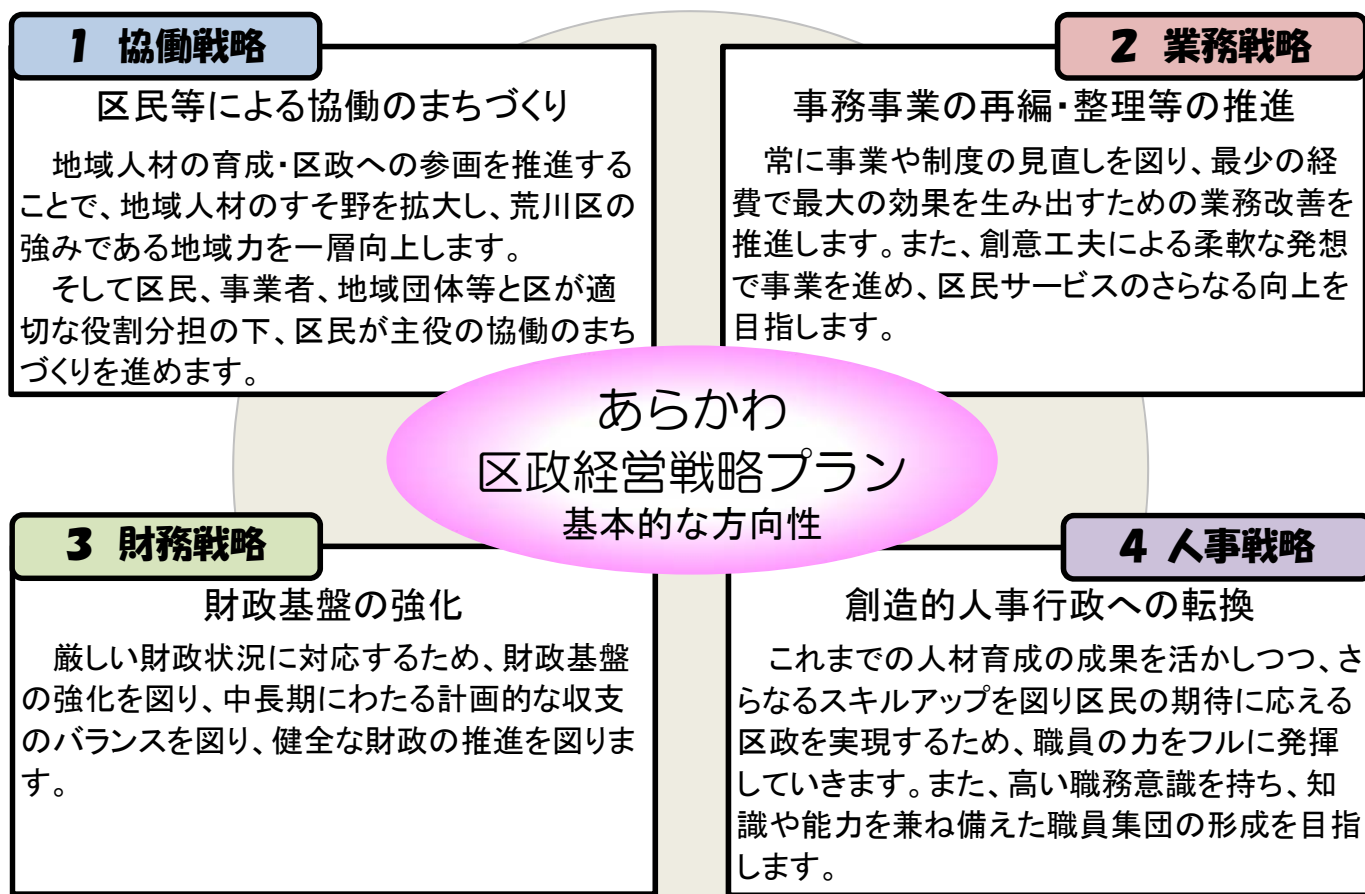 1 協働戦略
区民等による協働のまちづくり
　地域人材の育成・区政への参画を推進する
ことで、地域人材のすそ野を拡大し、荒川区の
強みである地域力を一層向上します。
　そして区民、事業者、地域団体等と区が適
切な役割分担の下、区民が主役の協働のまち
づくりを進めます。
2 業務戦略
事務事業の再編・整理等の推進
　常に事業や制度の見直しを図り、最少の経
費で最大の効果を生み出すための業務改善を
推進します。また、創意工夫による柔軟な発想
で事業を進め、区民サービスのさらなる向上を
目指します。
あらかわ
区政経営戦略プラン
基本的な方向性
3 財務戦略
財政基盤の強化
　厳しい財政状況に対応するため、財政基盤
の強化を図り、中長期にわたる計画的な収支
のバランスを図り、健全な財政の推進を図りま
す。
4 人事戦略
創造的人事行政への転換
　これまでの人材育成の成果を活かしつつ、さ
らなるスキルアップを図り区民の期待に応える
区政を実現するため、職員の力をフルに発揮
していきます。また、高い職務意識を持ち、知
識や能力を兼ね備えた職員集団の形成を目指
します。